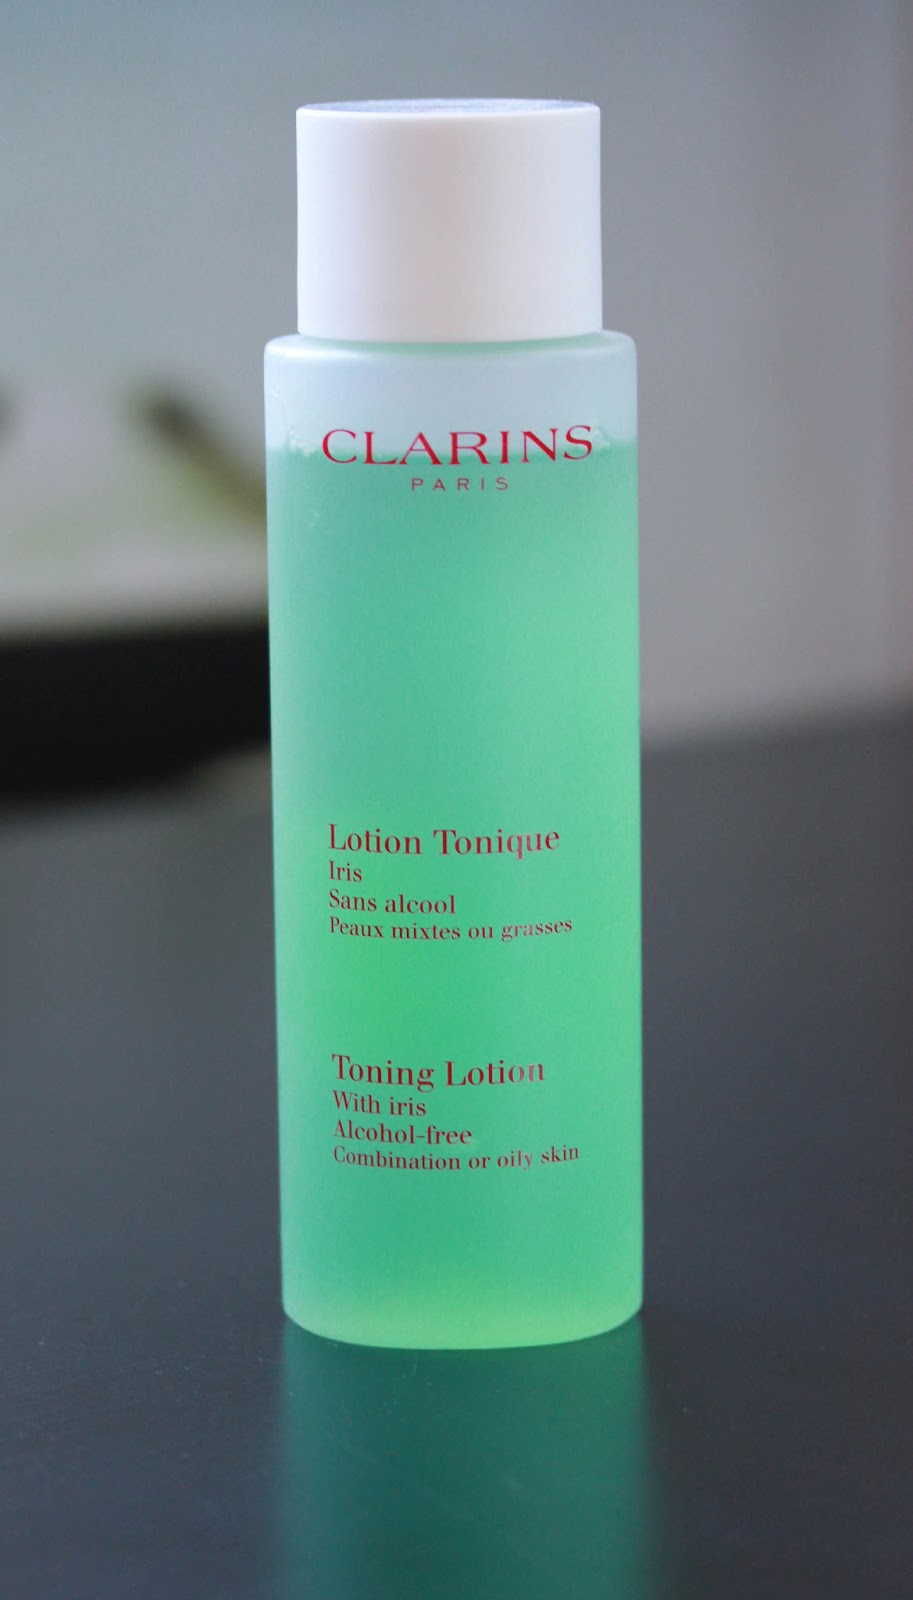 CLARINS
PARIS
Lotion Tonique
Iris
Sans alcool
Peaux mixtes ou grasses
Toning Lotion
With iris
Alcohol-free
Combination or oily skin